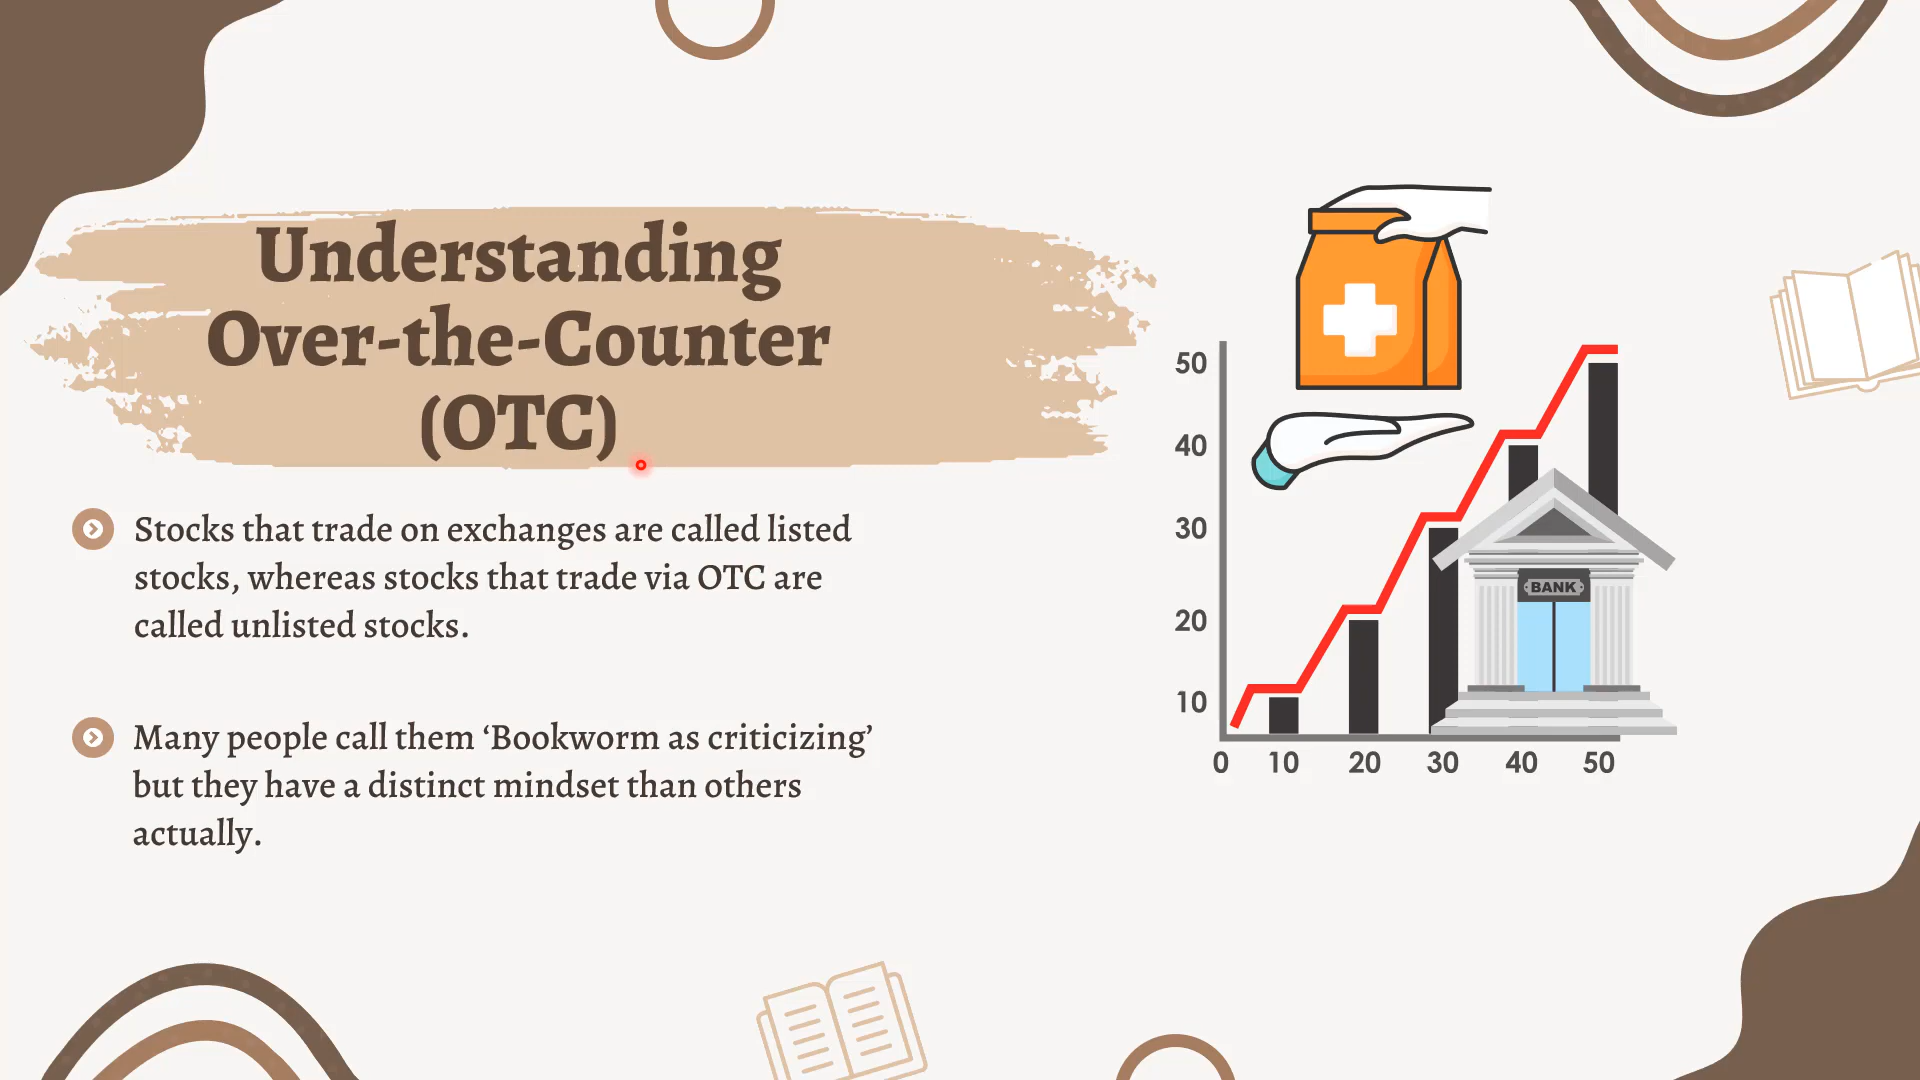 Understanding
Over-the-Counter
(OTC)
Stocks that trade on exchanges are called listed
stocks, whereas stocks that trade via OTC are
called unlisted stocks.
Many people call them ‘Bookworm as criticizing’
but they have a distinct mindset than others
actually.
50
40
30
20
10
0 10 20 30 40 50
BANK